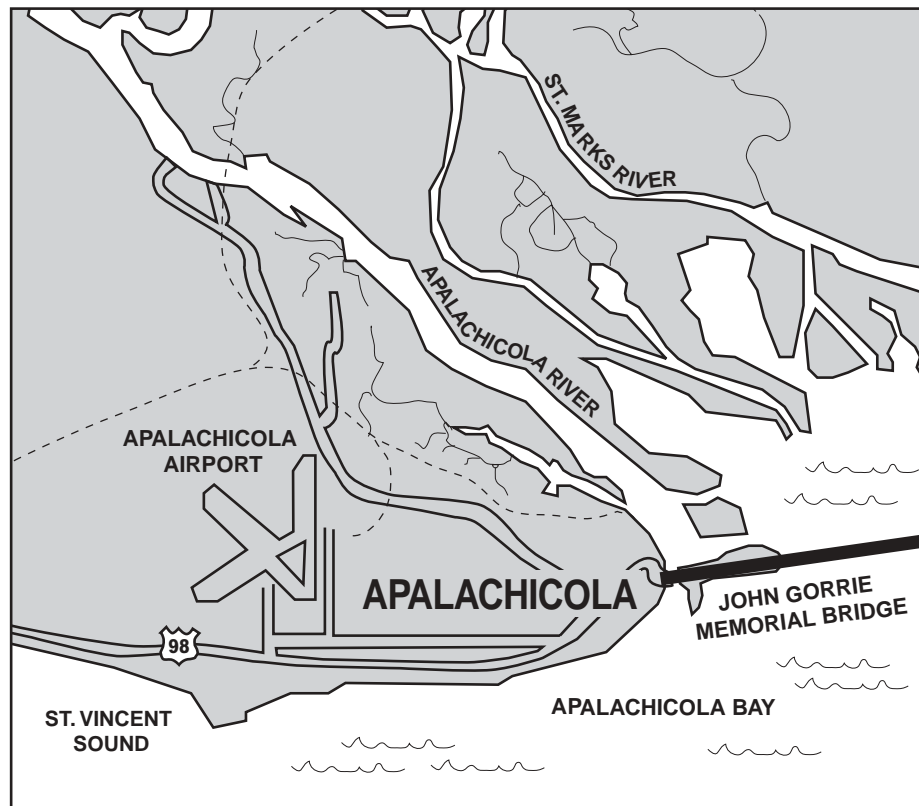 ST. MARKS RIVER
APALACHICOLA RIVER
APALACHICOLA
AIRPORT
APALACHICOLA
JOHN GORRIE
MEMORIAL BRIDGE
98
ST. VINCENT
SOUND
APALACHICOLA BAY